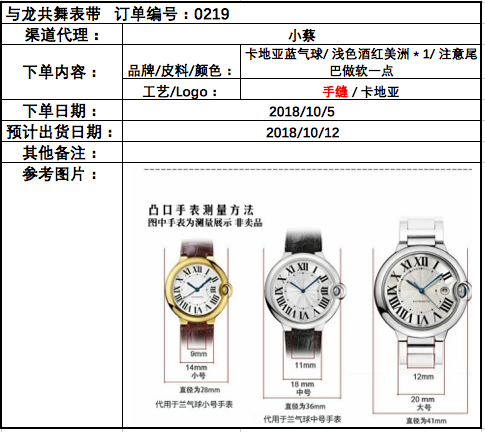 与龙共舞表带 订单编号：0219
渠道代理： 小蔡
下单内容： 品牌/皮料/颜色： 卡地亚蓝气球/ 浅色酒红美洲 * 1/ 注意尾
巴做软一点
工艺/Logo： 手缝 / 卡地亚
下单日期： 2018/10/5
预计出货日期： 2018/10/12
其他备注：
参考图片：
凸口手表测量方法
图中手表为测量展示 非卖品
9mm
14mm
小号
直径为28mm
代用于兰气球小号手表
11mm
18 mm
中号
直径为36mm
代用于兰气球中号手表
12mm
20 mm
大号
直径为41mm